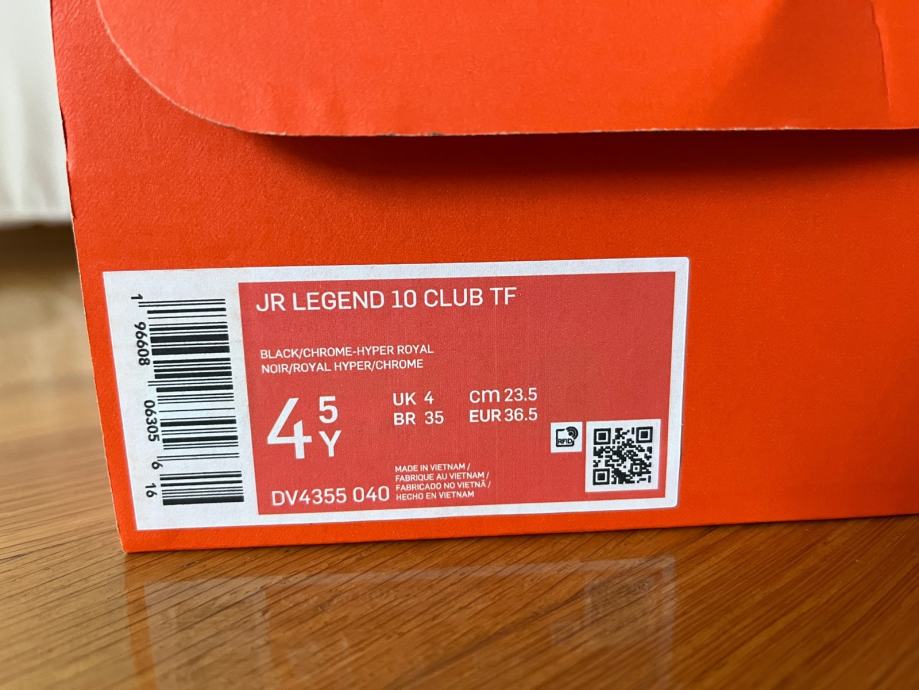 JR LEGEND 10 CLUB TF
BLACK/CHROME-HYPER ROYAL
NOIR/ROYAL HYPER/CHROME
4 5 Y
UK 4 cm 23.5
BR 35 EUR 36.5
RFID
DV4355 040
MADE IN VIETNAM /
FABRIQUE AU VIETNAM /
FABRICADO NO VIETNÃ /
HECHO EN VIETNAM
1 96608 06305 6 16